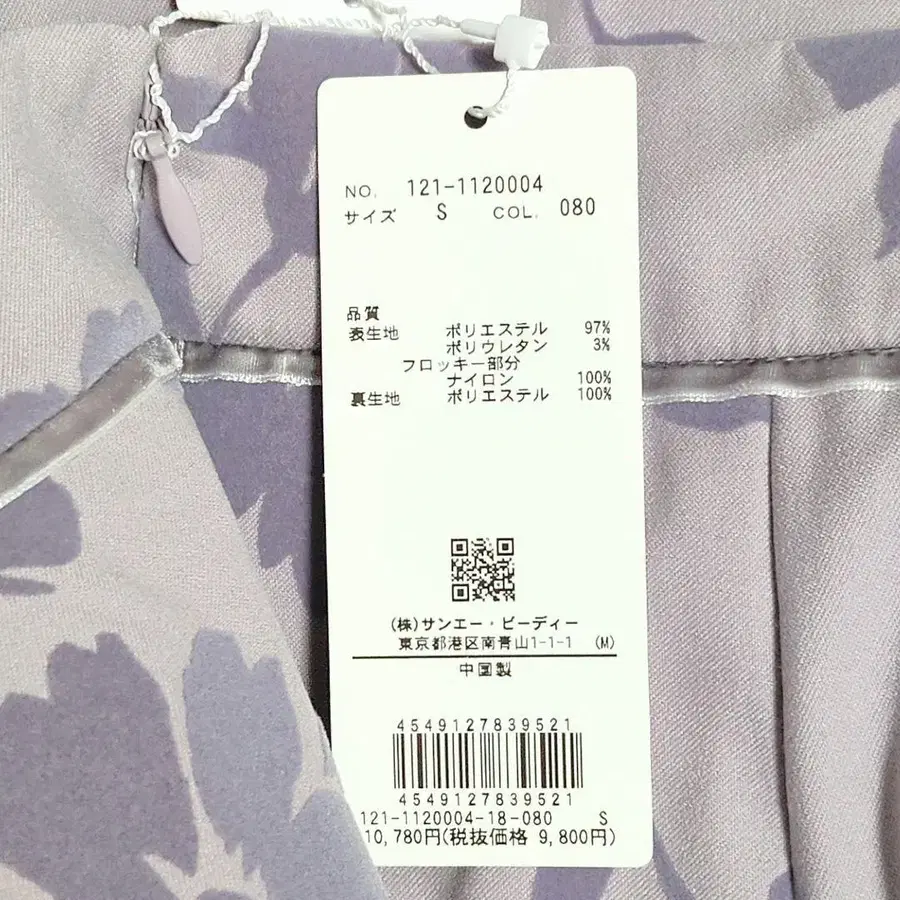 NO. 121-1120004
サイズ S COL. 080
品質
表生地 ポリエステル 97%
ポリウレタン 3%
フロッキー部分
ナイロン 100%
裏生地 ポリエステル 100%
(株)サンエー・ビーディー
東京都港区南青山1-1-1 (M)
中国製
4549127839521
4549127839521
121-1120004-18-080 S
10,780円(税抜価格 9,800円)